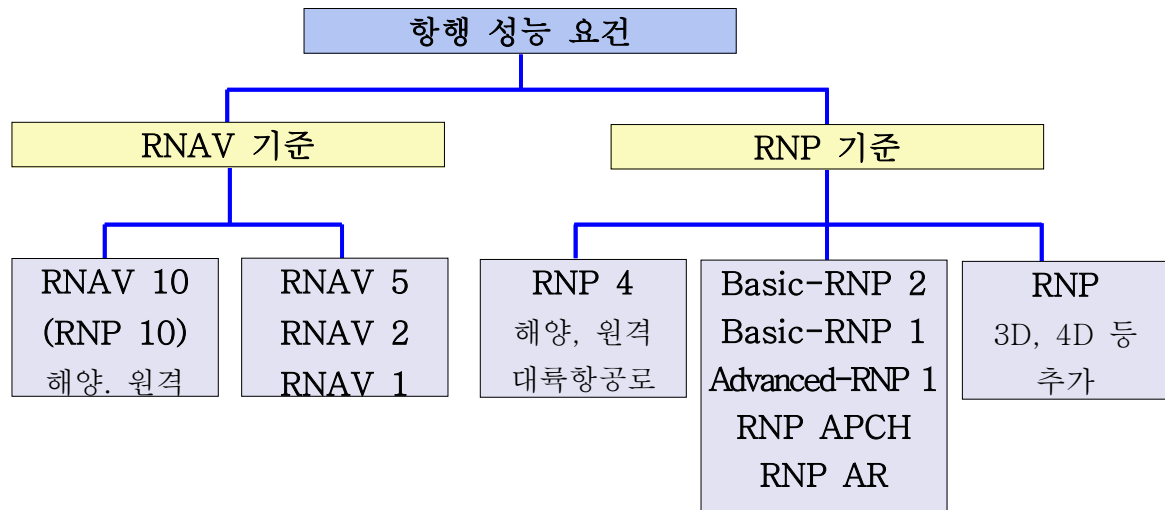 항행 성능 요건
RNAV 기준
RNP 기준
RNAV 10
(RNP 10)
해양. 원격
RNAV 5
RNAV 2
RNAV 1
RNP 4
해양, 원격
대륙항공로
Basic-RNP 2
Basic-RNP 1
Advanced-RNP 1
RNP APCH
RNP AR
RNP
3D, 4D 등
추가